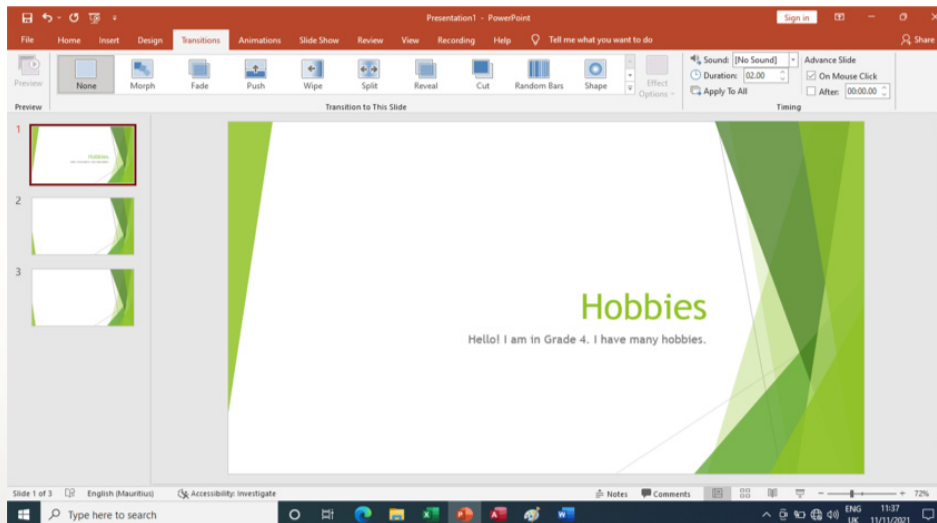 Presentation1 - PowerPoint
Sign in
File Home Insert Design Transitions Animations Slide Show Review View Recording Help Tell me what you want to do
Share
Preview
None Morph Fade Push Wipe Split Reveal Cut Random Bars Shape
Effect Options
Sound: [No Sound]
Duration: 02.00
Apply To All
Advance Slide
On Mouse Click
After: 00:00.00
Preview
Transition to This Slide
Timing
1
2
3
Hobbies
Hello! I am in Grade 4. I have many hobbies.
Slide 1 of 3 English (Mauritius) Accessibility: Investigate Notes Comments 72%
Type here to search
ENG
UK
11:37
11/11/2021